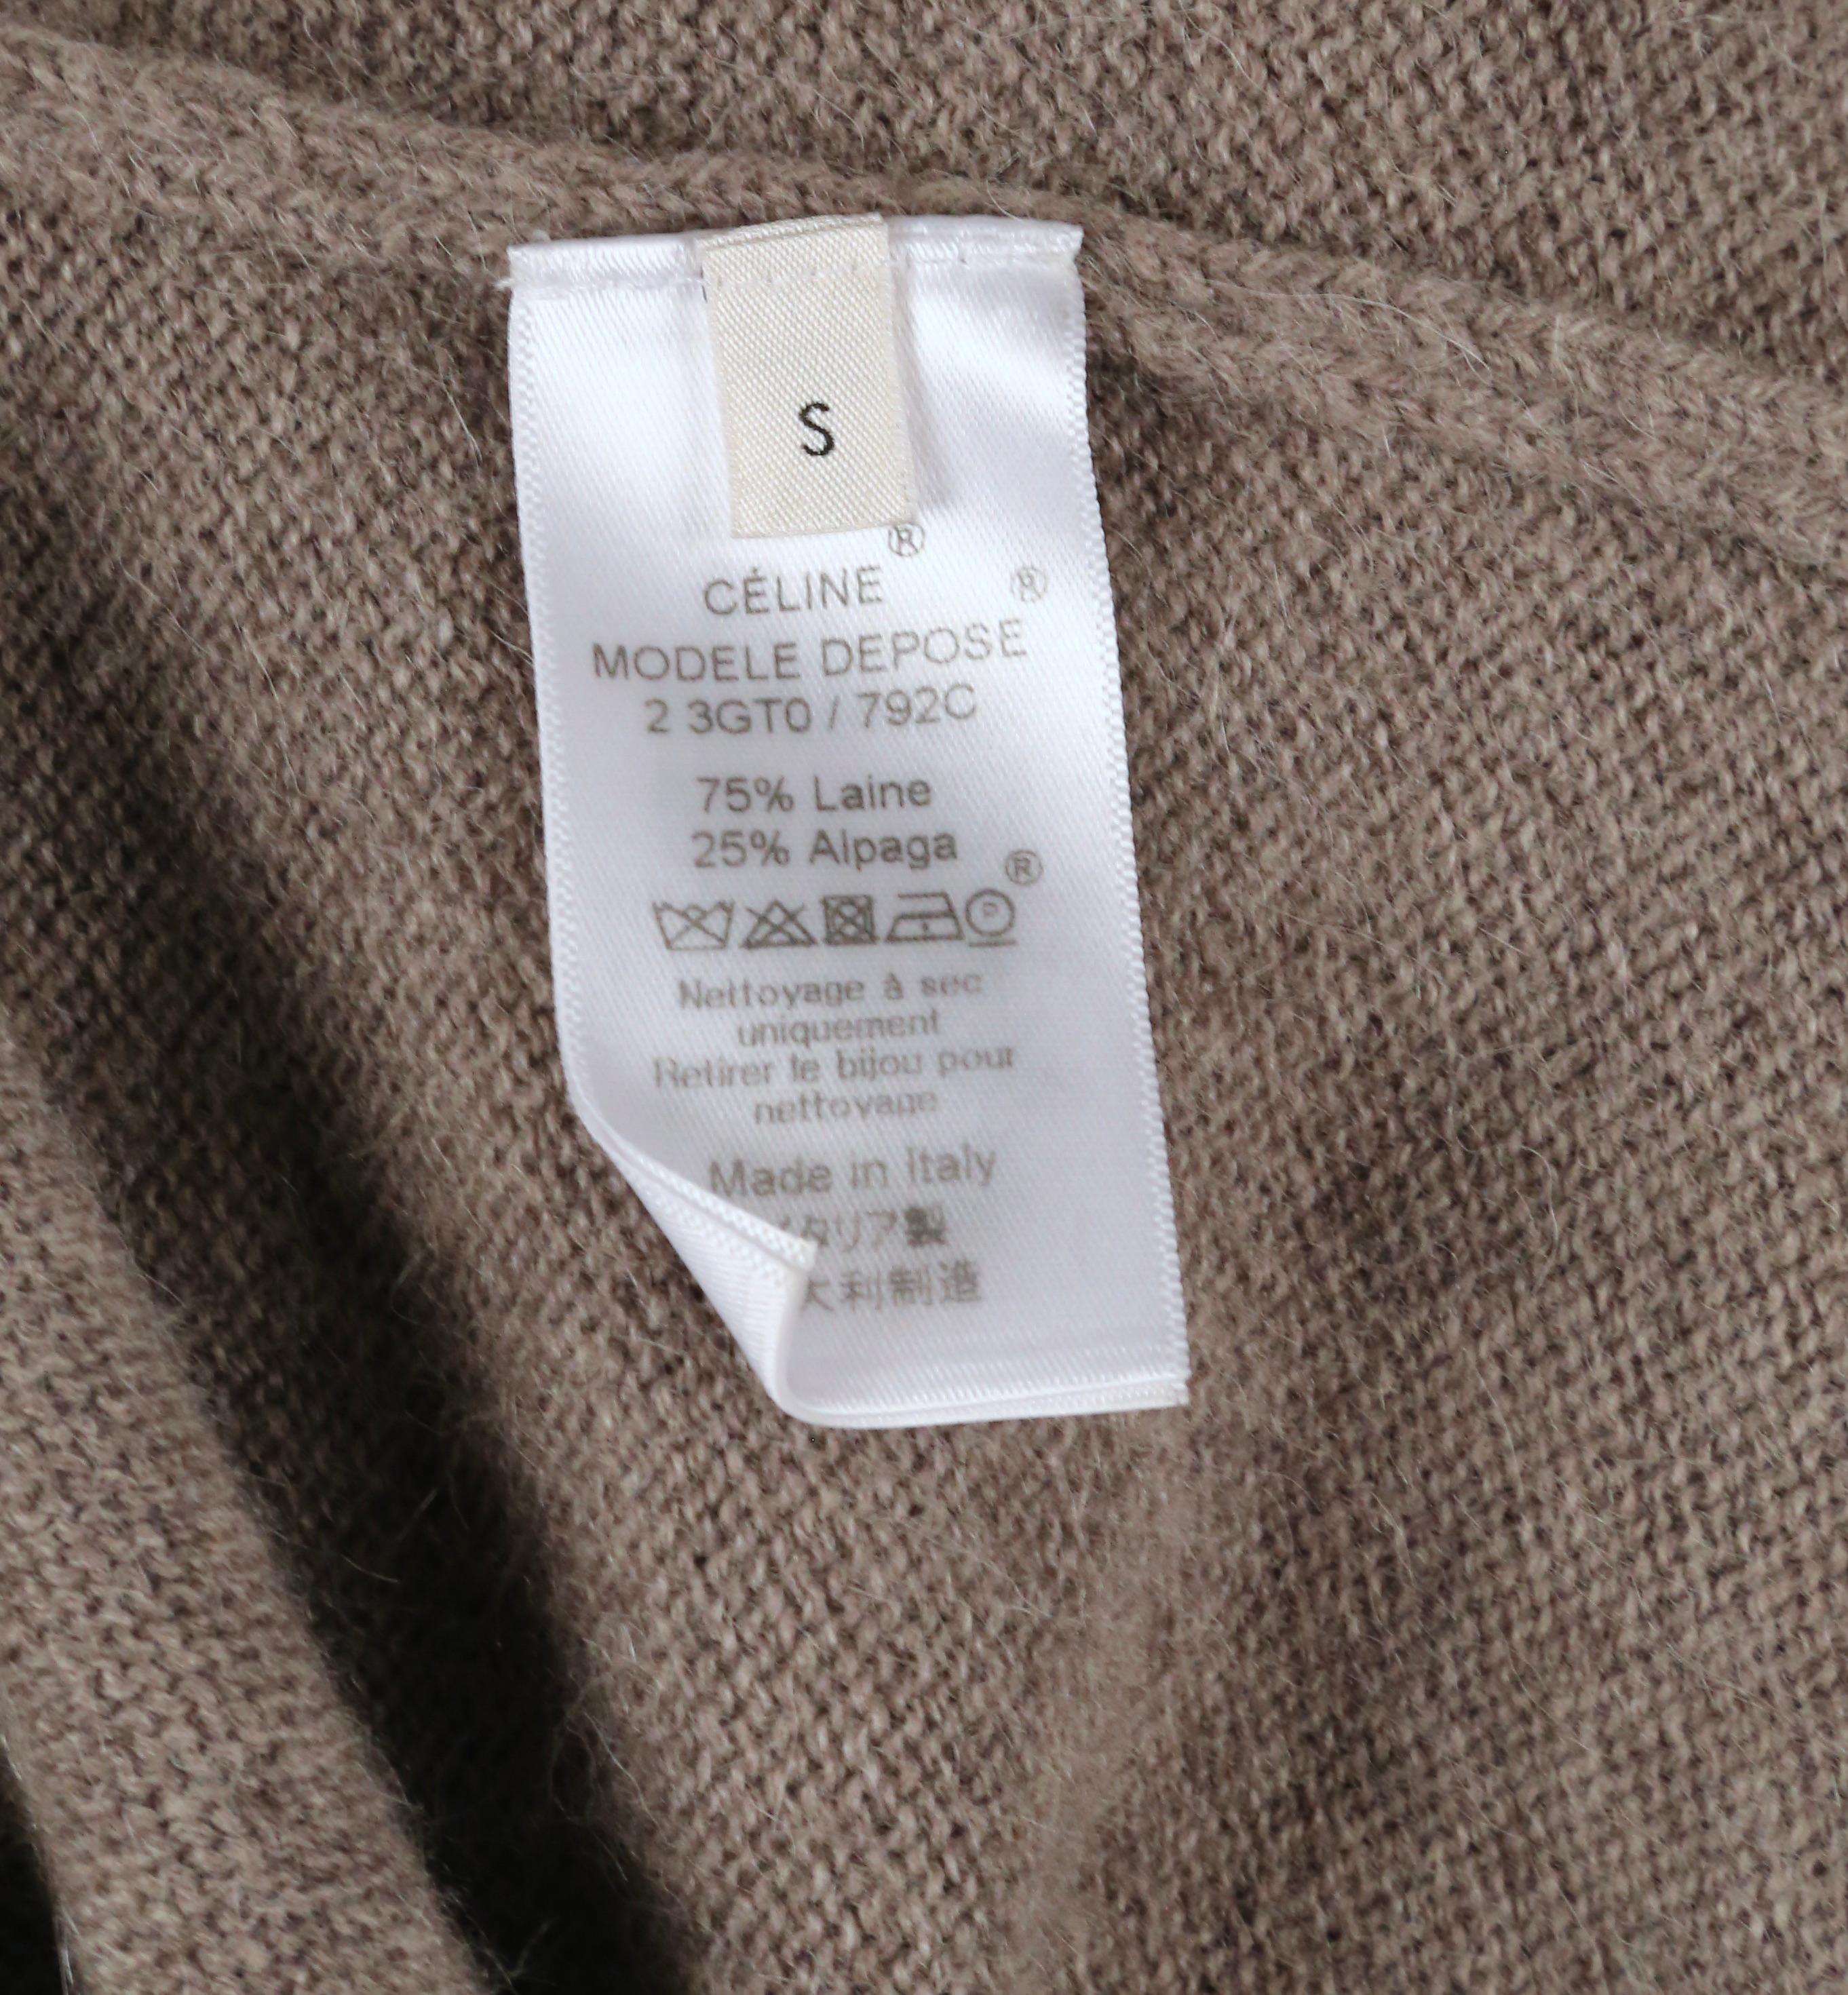 S
®
CÉLINE ®
MODELE DEPOSE
2 3GT0 / 792C
75% Laine
25% Alpaga
®
P
Nettoyage à sec
uniquement
Retirer le bijou pour
nettoyage
Made in Italy
イタリア製
大利制造